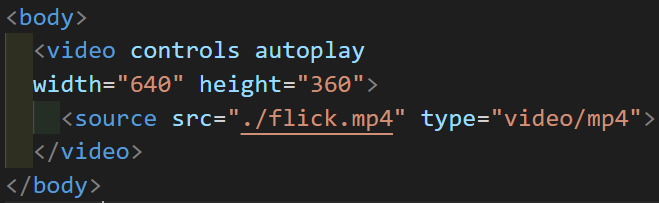 <body>
<video controls autoplay
width="640" height="360">
<source src="./flick.mp4" type="video/mp4">
</video>
</body>